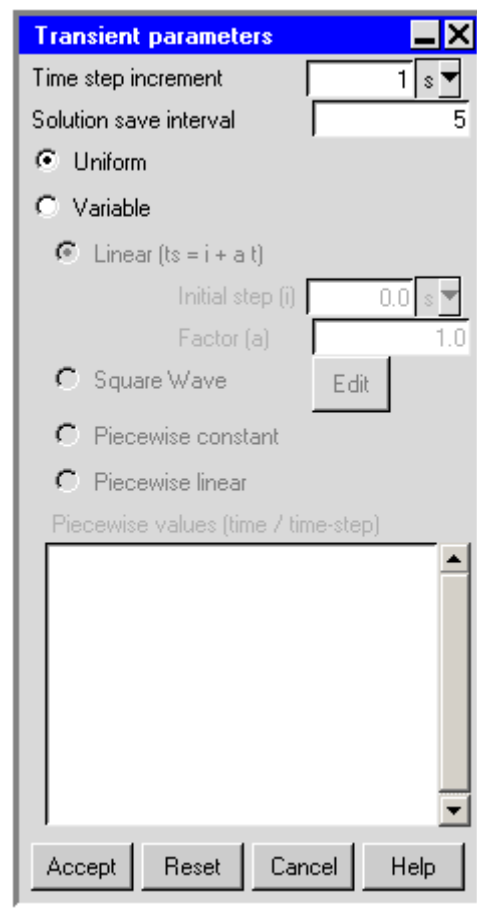 Transient parameters
Time step increment 1 s
Solution save interval 5
Uniform
Variable
Linear (ts = i + a t)
Initial step (i) 0.0 s
Factor (a) 1.0
Square Wave Edit
Piecewise constant
Piecewise linear
Piecewise values (time / time-step)
Accept Reset Cancel Help